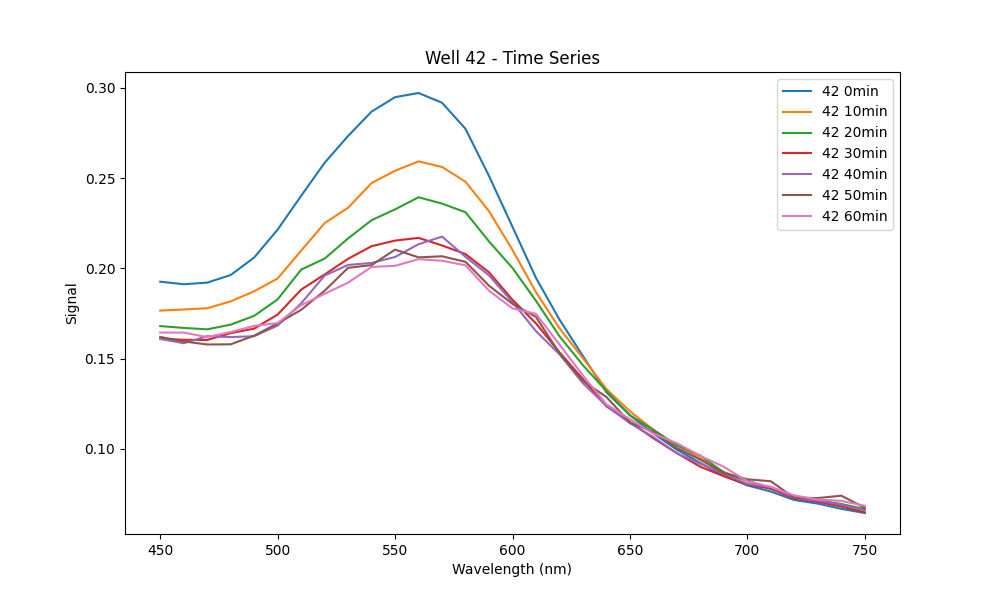 Well 42 - Time Series
Signal
0.30
0.25
0.20
0.15
0.10
42 0min
42 10min
42 20min
42 30min
42 40min
42 50min
42 60min
450 500 550 600 650 700 750
Wavelength (nm)